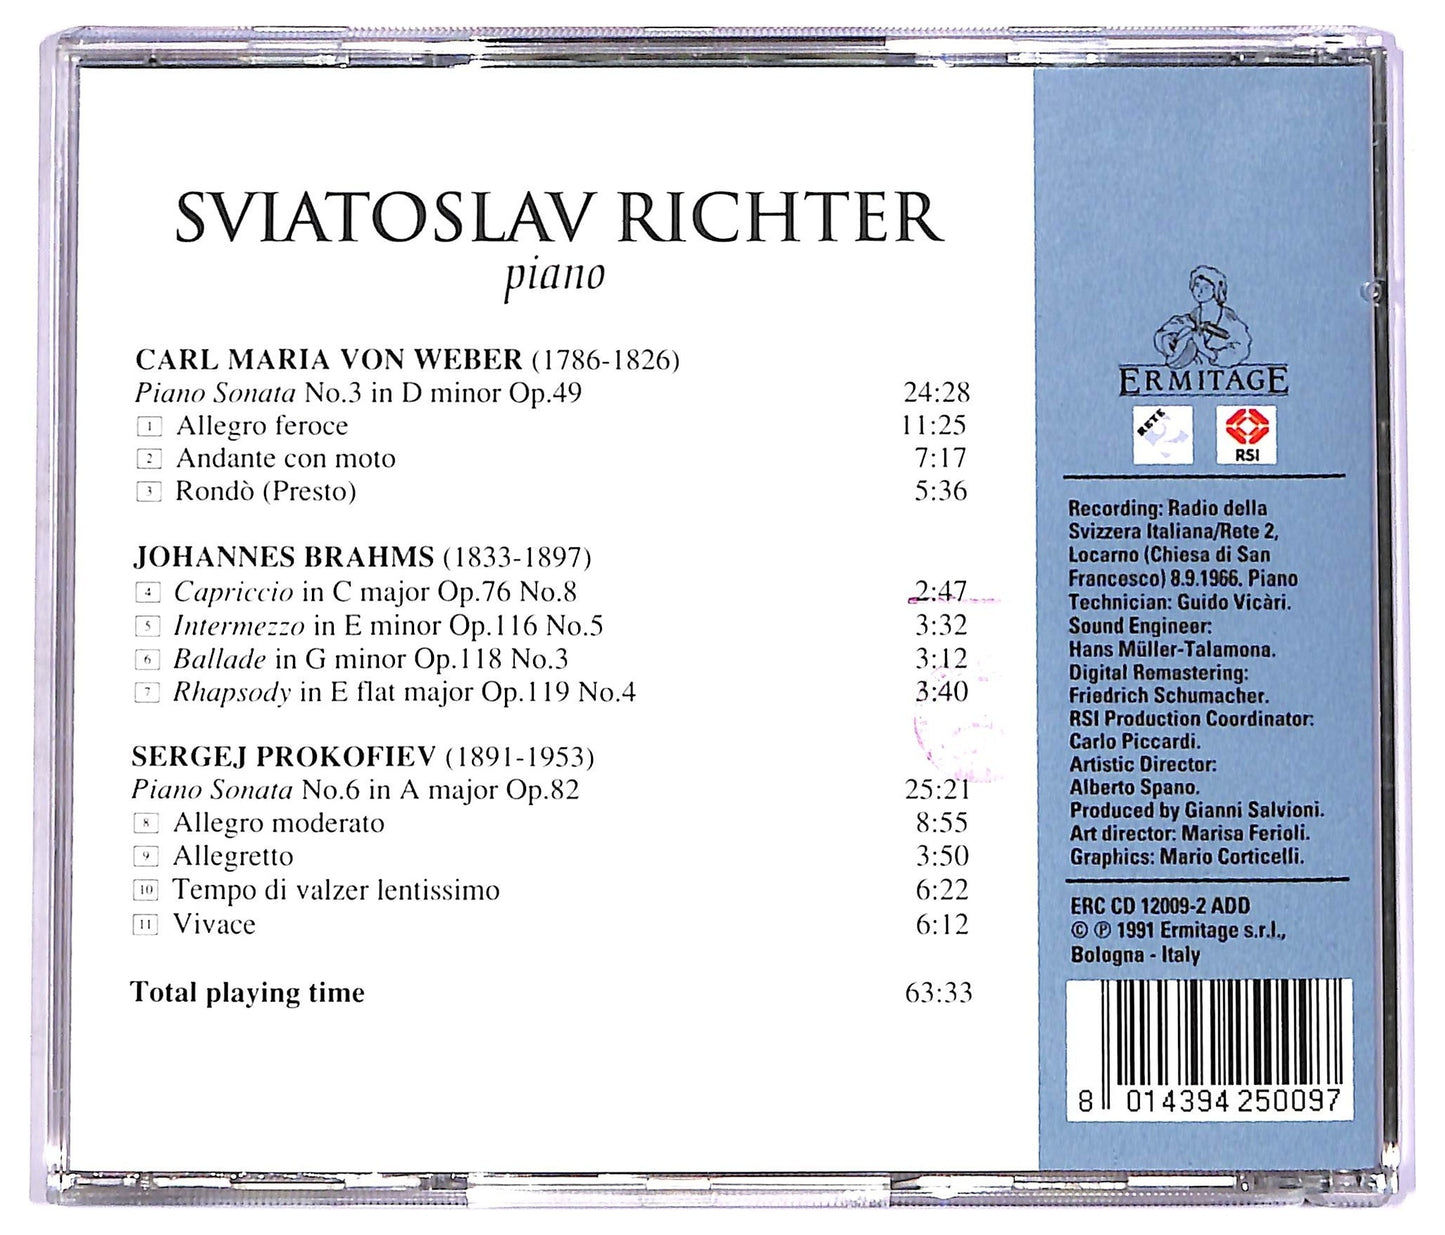 SVIATOSLAV RICHTER
piano
CARL MARIA VON WEBER (1786-1826)
Piano Sonata No.3 in D minor Op.49 24:28
1 Allegro feroce 11:25
2 Andante con moto 7:17
3 Rondò (Presto) 5:36
JOHANNES BRAHMS (1833-1897)
4 Capriccio in C major Op.76 No.8 2:47
5 Intermezzo in E minor Op.116 No.5 3:32
6 Ballade in G minor Op.118 No.3 3:12
7 Rhapsody in E flat major Op.119 No.4 3:40
SERGEJ PROKOFIEV (1891-1953)
Piano Sonata No.6 in A major Op.82 25:21
8 Allegro moderato 8:55
9 Allegretto 3:50
10 Tempo di valzer lentissimo 6:22
11 Vivace 6:12
Total playing time 63:33
ERMITAGE
RETE 2
RSI
Recording: Radio della
Svizzera Italiana/Rete 2,
Locarno (Chiesa di San
Francesco) 8.9.1966. Piano
Technician: Guido Vicàri.
Sound Engineer:
Hans Müller-Talamona.
Digital Remastering:
Friedrich Schumacher.
RSI Production Coordinator:
Carlo Piccardi.
Artistic Director:
Alberto Spano.
Produced by Gianni Salvioni.
Art director: Marisa Ferioli.
Graphics: Mario Corticelli.
ERC CD 12009-2 ADD
© ℗ 1991 Ermitage s.r.l.,
Bologna - Italy
8 014394 250097